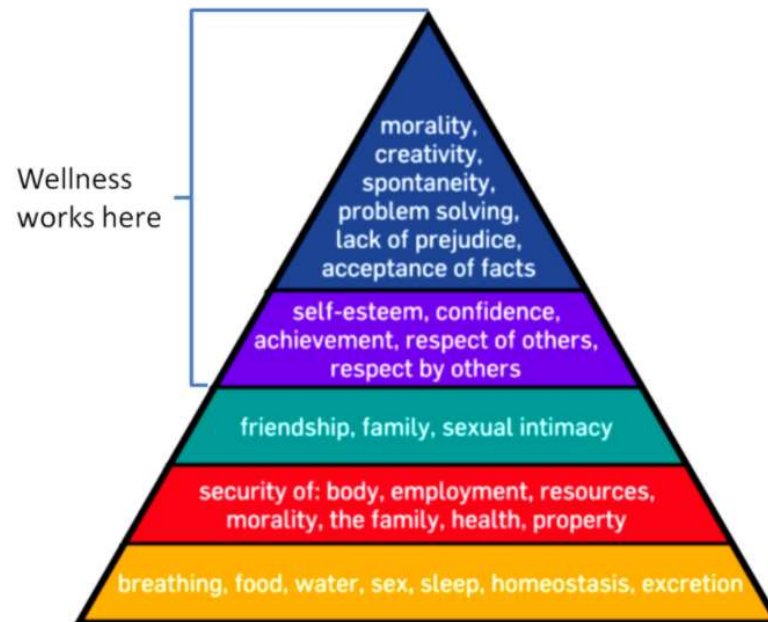 Wellness
works here
morality,
creativity,
spontaneity,
problem solving,
lack of prejudice,
acceptance of facts
self-esteem, confidence,
achievement, respect of others,
respect by others
friendship, family, sexual intimacy
security of: body, employment, resources,
morality, the family, health, property
breathing, food, water, sex, sleep, homeostasis, excretion